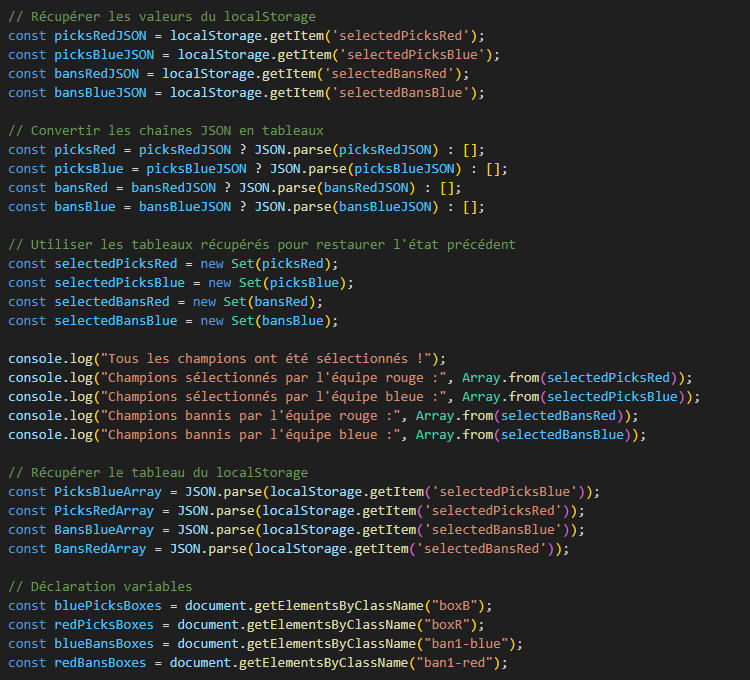 // Récupérer les valeurs du localStorage
const picksRedJSON = localStorage.getItem('selectedPicksRed');
const picksBlueJSON = localStorage.getItem('selectedPicksBlue');
const bansRedJSON = localStorage.getItem('selectedBansRed');
const bansBlueJSON = localStorage.getItem('selectedBansBlue');
// Convertir les chaînes JSON en tableaux
const picksRed = picksRedJSON ? JSON.parse(picksRedJSON) : [];
const picksBlue = picksBlueJSON ? JSON.parse(picksBlueJSON) : [];
const bansRed = bansRedJSON ? JSON.parse(bansRedJSON) : [];
const bansBlue = bansBlueJSON ? JSON.parse(bansBlueJSON) : [];
// Utiliser les tableaux récupérés pour restaurer l'état précédent
const selectedPicksRed = new Set(picksRed);
const selectedPicksBlue = new Set(picksBlue);
const selectedBansRed = new Set(bansRed);
const selectedBansBlue = new Set(bansBlue);
console.log("Tous les champions ont été sélectionnés !");
console.log("Champions sélectionnés par l'équipe rouge :", Array.from(selectedPicksRed));
console.log("Champions sélectionnés par l'équipe bleue :", Array.from(selectedPicksBlue));
console.log("Champions bannis par l'équipe rouge :", Array.from(selectedBansRed));
console.log("Champions bannis par l'équipe bleue :", Array.from(selectedBansBlue));
// Récupérer le tableau du localStorage
const PicksBlueArray = JSON.parse(localStorage.getItem('selectedPicksBlue'));
const PicksRedArray = JSON.parse(localStorage.getItem('selectedPicksRed'));
const BansBlueArray = JSON.parse(localStorage.getItem('selectedBansBlue'));
const BansRedArray = JSON.parse(localStorage.getItem('selectedBansRed'));
// Déclaration variables
const bluePicksBoxes = document.getElementsByClassName("boxB");
const redPicksBoxes = document.getElementsByClassName("boxR");
const blueBansBoxes = document.getElementsByClassName("ban1-blue");
const redBansBoxes = document.getElementsByClassName("ban1-red");